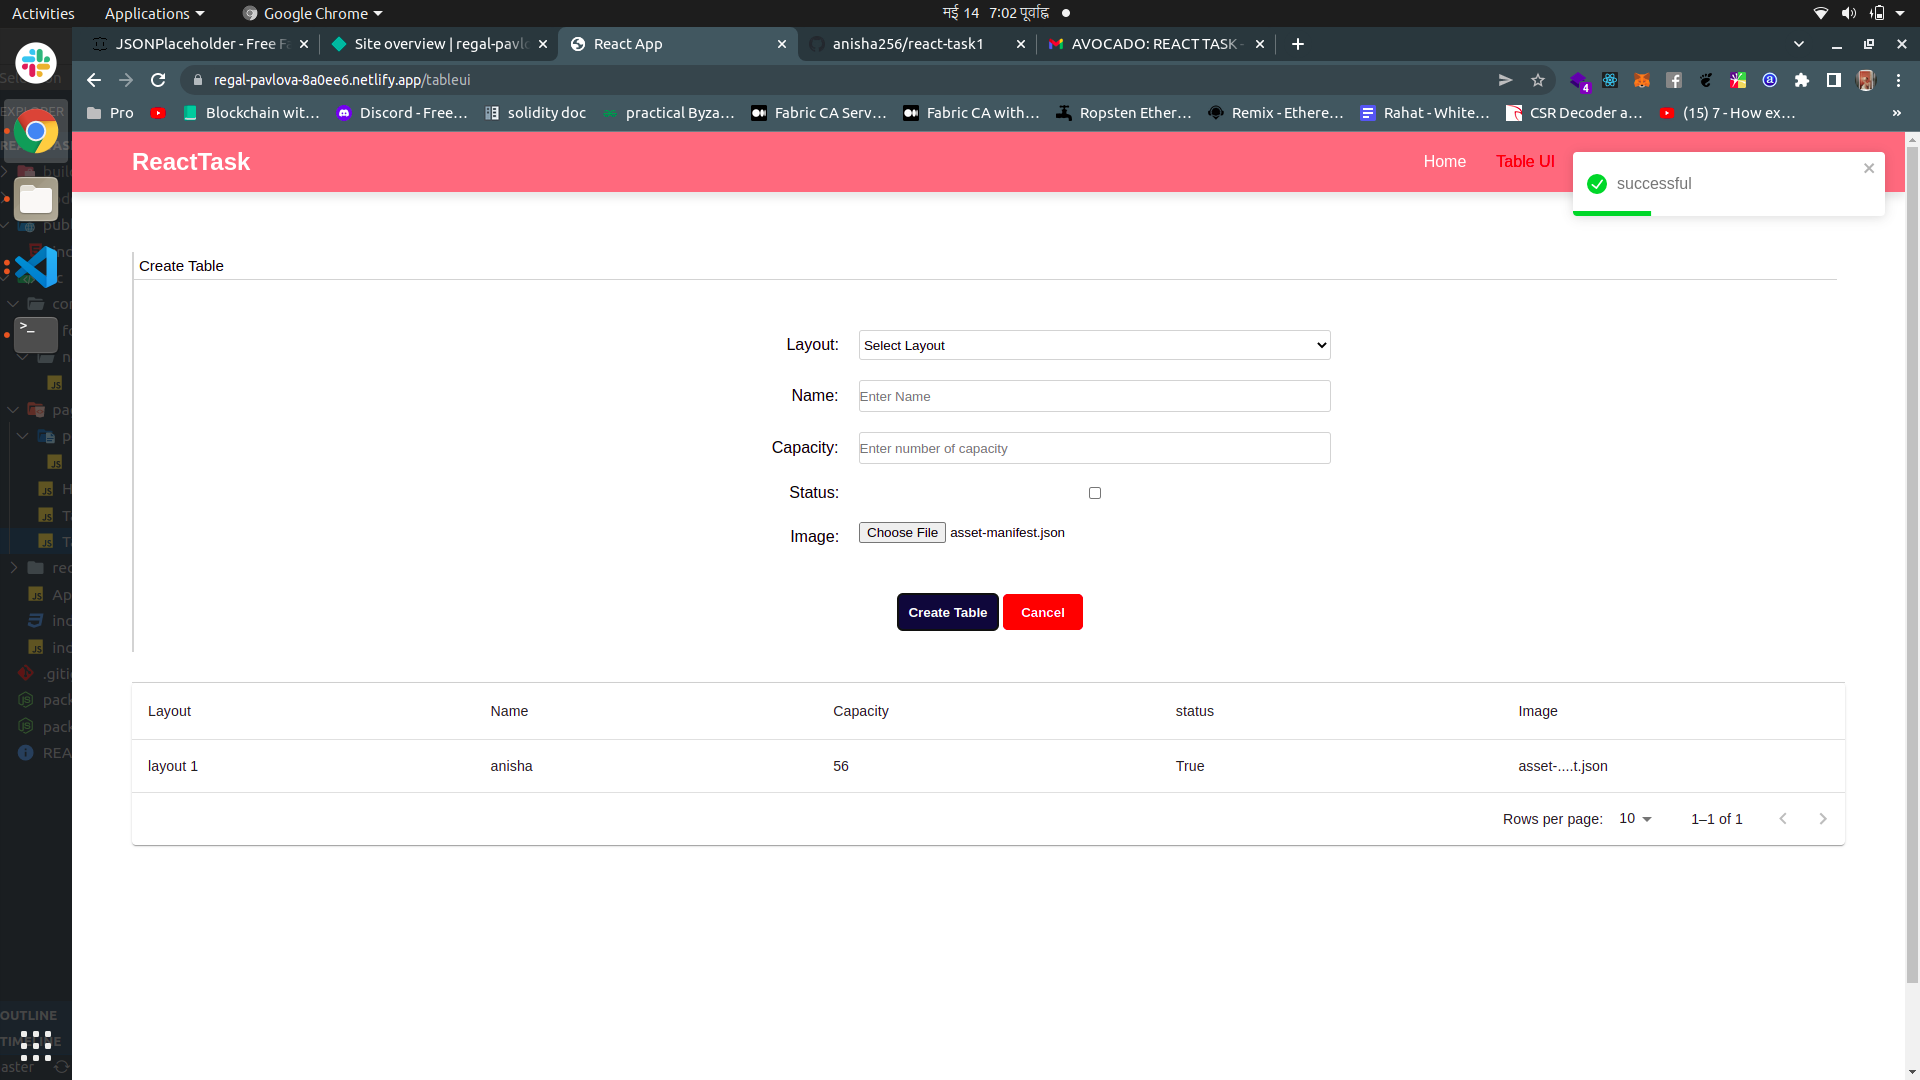 Activities Applications Google Chrome मई 14 7:02 पूर्वाह्न
JSONPlaceholder - Free Fa Site overview | regal-pavlo React App anisha256/react-task1 AVOCADO: REACT TASK -
regal-pavlova-8a0ee6.netlify.app/tableui 4
Pro Blockchain wit... Discord - Free... solidity doc practical Byza... Fabric CA Serv... Fabric CA with... Ropsten Ether... Remix - Ethere... Rahat - White... CSR Decoder a... (15) 7 - How ex... »
ReactTask Home Table UI
successful
Create Table
Layout: Select Layout
Name: Enter Name
Capacity: Enter number of capacity
Status:
Image: Choose File asset-manifest.json
Create Table Cancel
Layout Name Capacity status Image
layout 1 anisha 56 True asset-....t.json
Rows per page: 10 1–1 of 1
OUTLINE
TIMELINE